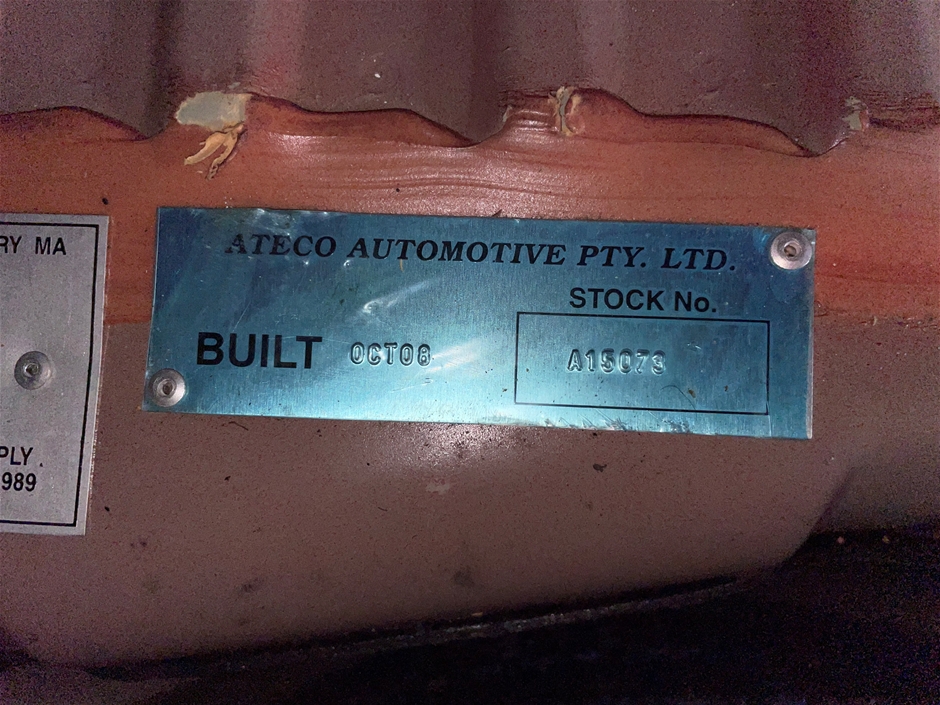 RY MA
PLY.
989
ATECO AUTOMOTIVE PTY. LTD.
STOCK No.
BUILT OCT08
A15073